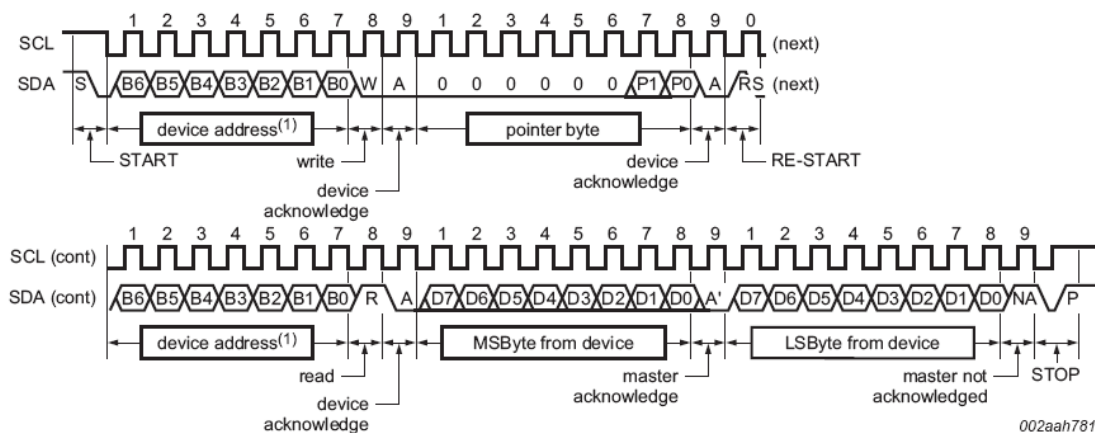 1 2 3 4 5 6 7 8 9 1 2 3 4 5 6 7 8 9 0
SCL (next)
SDA S B6 B5 B4 B3 B2 B1 B0 W A 0 0 0 0 0 0 P1 P0 A RS (next)
device address(1) pointer byte
START write device acknowledge device acknowledge RE-START
1 2 3 4 5 6 7 8 9 1 2 3 4 5 6 7 8 9 1 2 3 4 5 6 7 8 9
SCL (cont)
SDA (cont) B6 B5 B4 B3 B2 B1 B0 R A D7 D6 D5 D4 D3 D2 D1 D0 A' D7 D6 D5 D4 D3 D2 D1 D0 NA P
device address(1) MSByte from device LSByte from device
read device acknowledge master acknowledge master not acknowledged STOP
002aah781